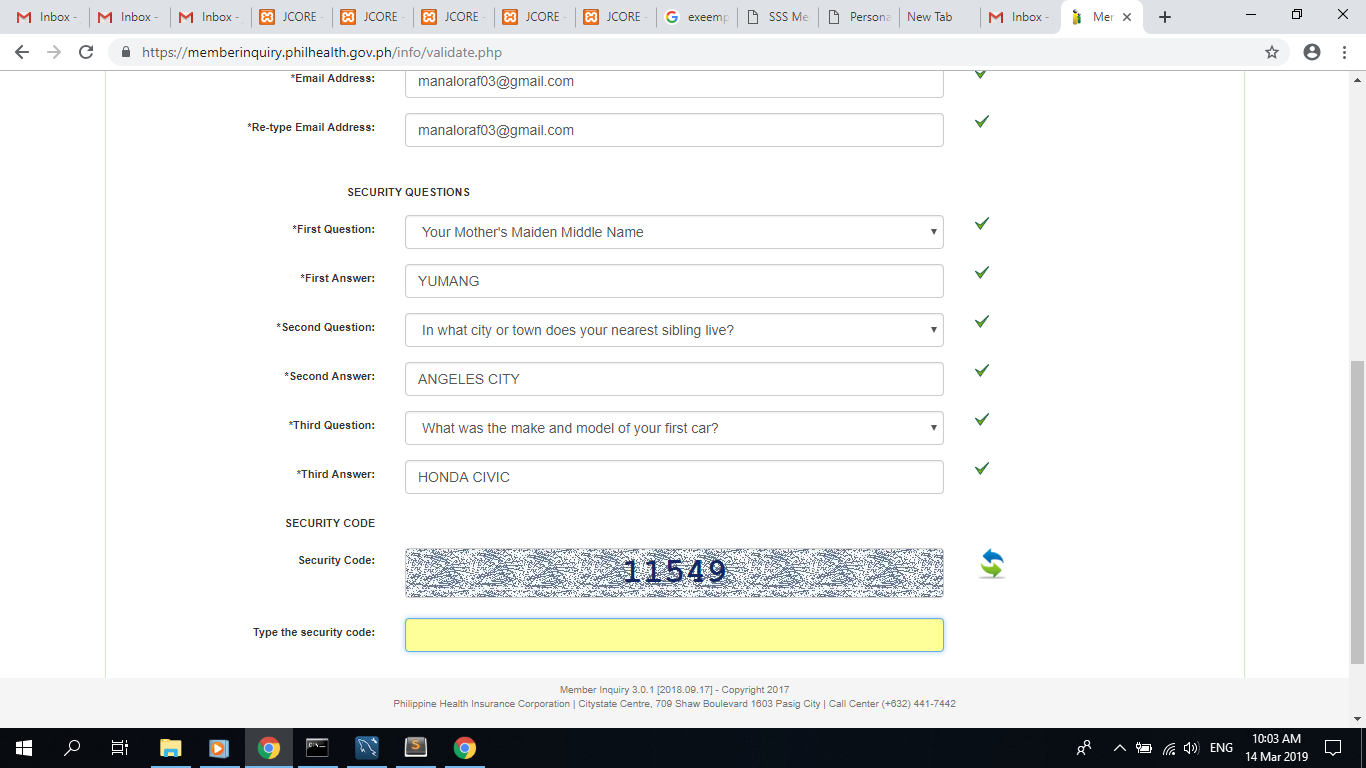 Inbox -
Inbox -
Inbox -
JCORE -
JCORE -
JCORE -
JCORE -
JCORE -
exeemp
SSS Me
Persona
New Tab
Inbox -
Mer
https://memberinquiry.philhealth.gov.ph/info/validate.php
*Email Address:
manaloraf03@gmail.com
*Re-type Email Address:
manaloraf03@gmail.com
SECURITY QUESTIONS
*First Question:
Your Mother's Maiden Middle Name
*First Answer:
YUMANG
*Second Question:
In what city or town does your nearest sibling live?
*Second Answer:
ANGELES CITY
*Third Question:
What was the make and model of your first car?
*Third Answer:
HONDA CIVIC
SECURITY CODE
Security Code:
11549
Type the security code:
Member Inquiry 3.0.1 [2018.09.17] - Copyright 2017
Philippine Health Insurance Corporation | Citystate Centre, 709 Shaw Boulevard 1603 Pasig City | Call Center (+632) 441-7442
ENG
10:03 AM
14 Mar 2019